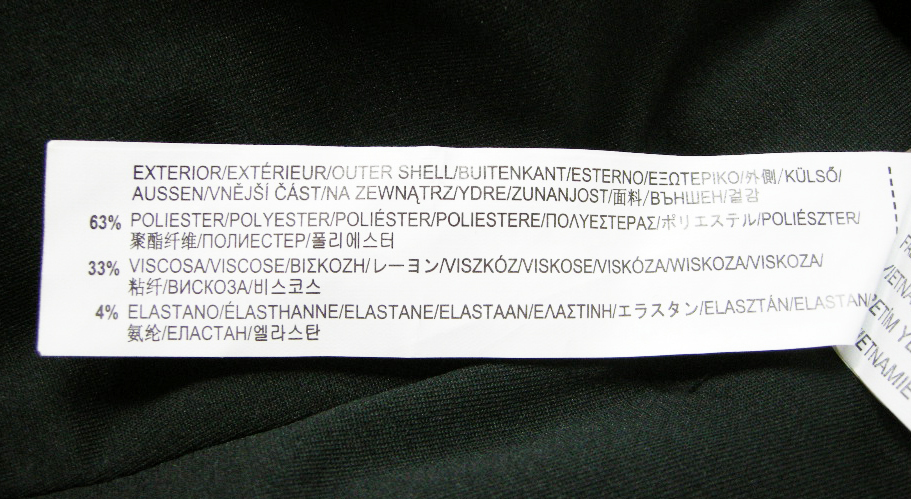 EXTERIOR/EXTÉRIEUR/OUTER SHELL/BUITENKANT/ESTERNO/ΕΞΩΤΕΡΙΚΟ/外側/KÜLSŐ/
AUSSEN/VNĚJŠÍ ČÁST/NA ZEWNĄTRZ/YDRE/ZUNANJOST/面料/ВЪНШЕН/겉감
63% POLIESTER/POLYESTER/POLIÉSTER/POLIESTERE/ΠΟΛΥΕΣΤΕΡΑΣ/ポリエステル/POLIÉSZTER/
聚酯纤维/ПОЛИЕСТЕР/폴리에스터
33% VISCOSA/VISCOSE/ΒΙΣΚΟΖΗ/レーヨン/VISZKÓZ/VISKOSE/VISKÓZA/WISKOZA/VISKOZA/
粘纤/ВИСКОЗА/비스코스
4% ELASTANO/ÉLASTHANNE/ELASTANE/ELASTAAN/ΕΛΑΣΤΙΝΗ/エラスタン/ELASZTÁN/ELASTAN/
氨纶/ЕЛАСТАН/엘라스탄